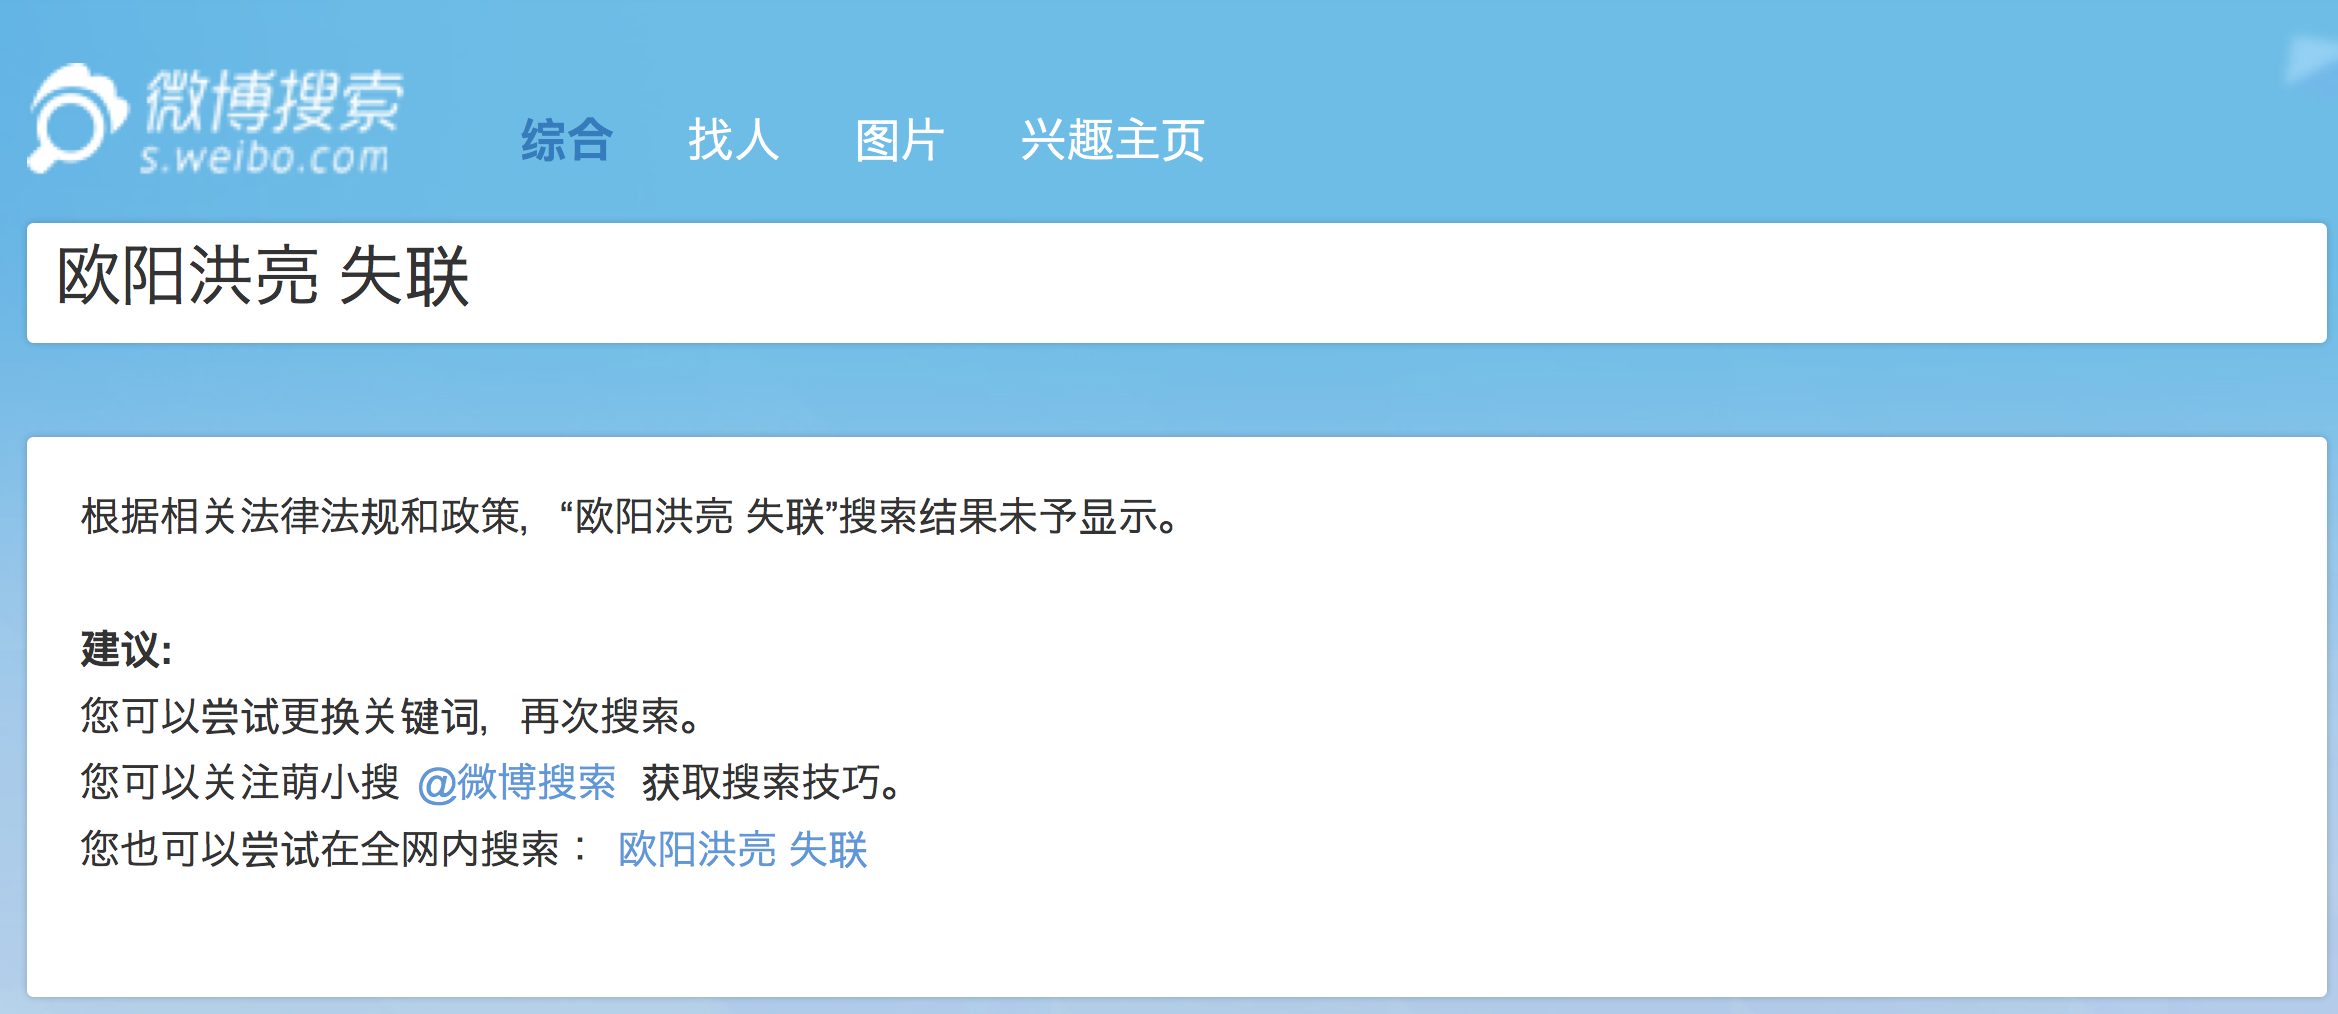 微博搜索
s.weibo.com
综合 找人 图片 兴趣主页
欧阳洪亮 失联
根据相关法律法规和政策，“欧阳洪亮 失联”搜索结果未予显示。
建议:
您可以尝试更换关键词，再次搜索。
您可以关注萌小搜 @微博搜索 获取搜索技巧。
您也可以尝试在全网内搜索： 欧阳洪亮 失联